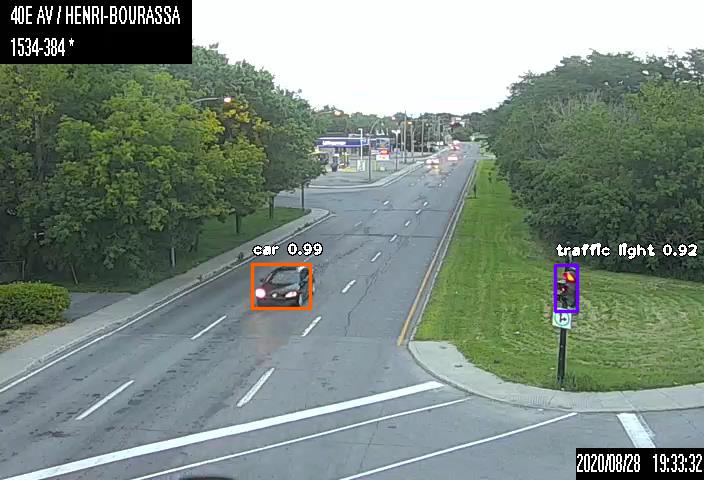 40E AV / HENRI-BOURASSA
1534-384 *
car 0.99
traffic light 0.92
2020/08/28 19:33:32